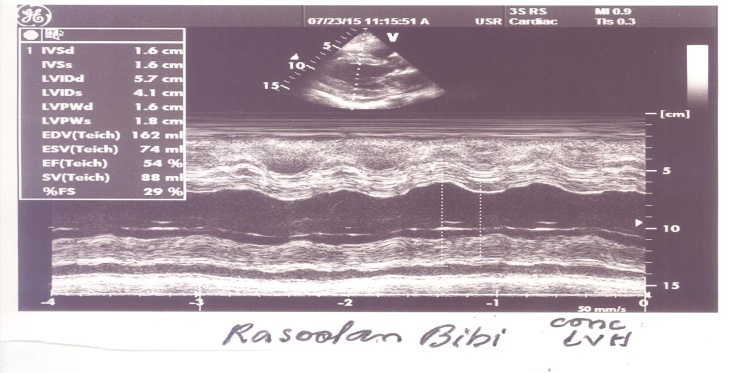 GE
07/23/15 11:15:51 A USR 3S RS Cardiac MI 0.9 TIs 0.3
1 IVSd 1.6 cm
IVSs 1.6 cm
LVIDd 5.7 cm
LVIDs 4.1 cm
LVPWd 1.6 cm
LVPWs 1.8 cm
EDV(Teich) 162 ml
ESV(Teich) 74 ml
EF(Teich) 54 %
SV(Teich) 88 ml
%FS 29 %
V
5
10
15
[cm]
5
10
15
-4 -3 -2 -1 0
50 mm/s
Rasoolan Bibi conc LVH